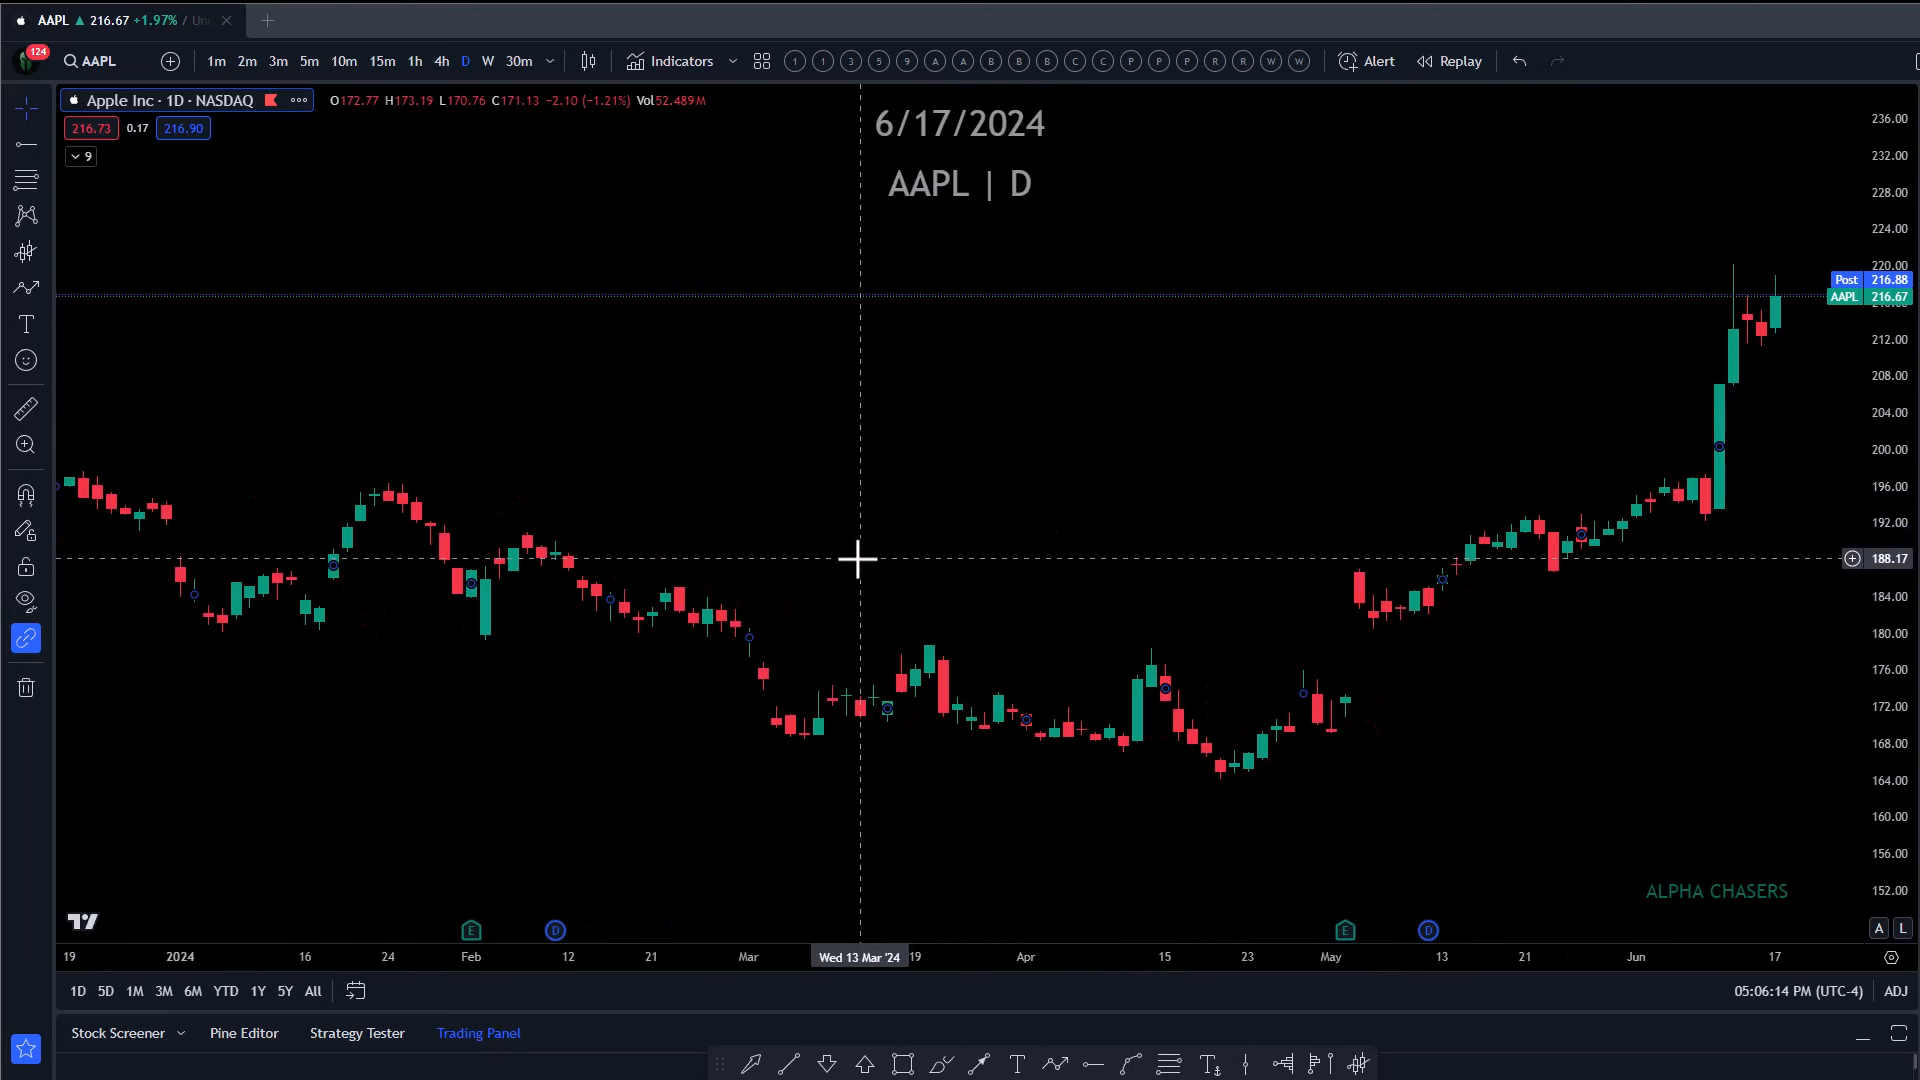 AAPL 216.67 +1.97% / Un
124
AAPL 1m 2m 3m 5m 10m 15m 1h 4h D W 30m Indicators 1 1 3 5 9 A A B B B C C P P P R R W W Alert Replay
Apple Inc · 1D · NASDAQ O172.77 H173.19 L170.76 C171.13 −2.10 (−1.21%) Vol52.489M
216.73 0.17 216.90
9
6/17/2024
AAPL | D
236.00
232.00
228.00
224.00
220.00
Post 216.88
AAPL 216.67
212.00
208.00
204.00
200.00
196.00
192.00
188.17
184.00
180.00
176.00
172.00
168.00
164.00
160.00
156.00
152.00
ALPHA CHASERS
E D E D A L
19 2024 16 24 Feb 12 21 Mar Wed 13 Mar '24 19 Apr 15 23 May 13 21 Jun 17
1D 5D 1M 3M 6M YTD 1Y 5Y All 05:06:14 PM (UTC-4) ADJ
Stock Screener Pine Editor Strategy Tester Trading Panel